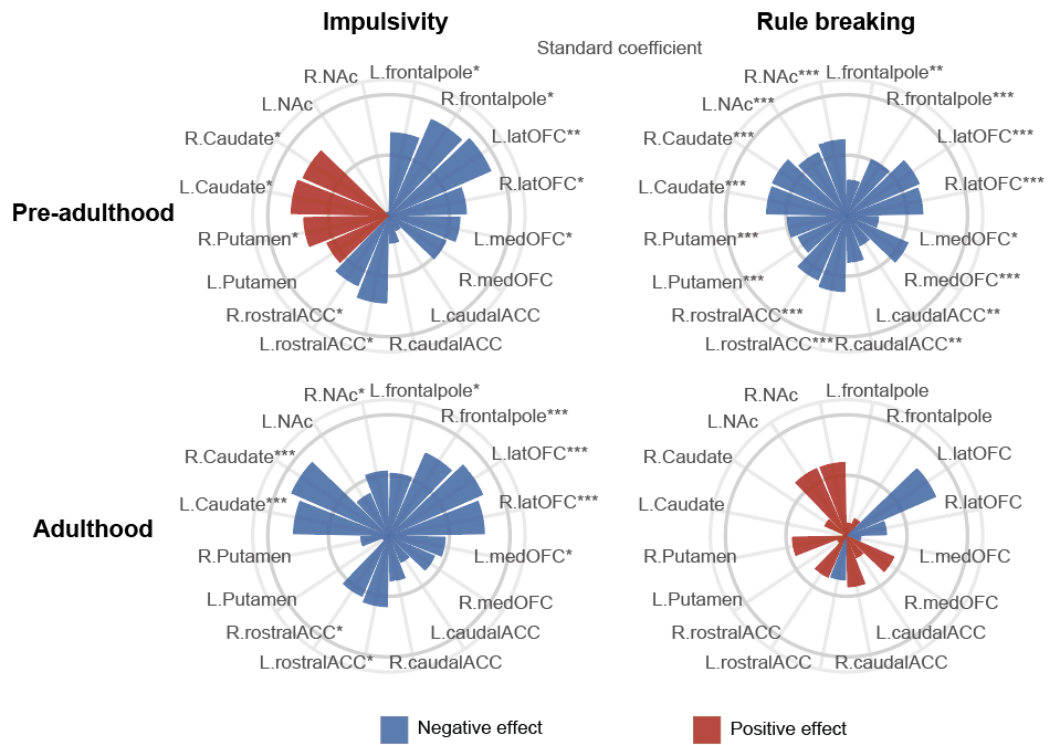 Impulsivity
Rule breaking
Standard coefficient
Pre-adulthood
R.NAc
L.frontalpole*
L.NAc
R.frontalpole*
R.Caudate*
L.latOFC**
L.Caudate*
R.latOFC*
R.Putamen*
L.medOFC*
L.Putamen
R.medOFC
R.rostralACC*
L.caudalACC
L.rostralACC*
R.caudalACC
R.NAc***
L.frontalpole**
L.NAc***
R.frontalpole***
R.Caudate***
L.latOFC***
L.Caudate***
R.latOFC***
R.Putamen***
L.medOFC*
L.Putamen***
R.medOFC***
R.rostralACC***
L.caudalACC**
L.rostralACC***
R.caudalACC**
Adulthood
R.NAc*
L.frontalpole*
L.NAc
R.frontalpole***
R.Caudate***
L.latOFC***
L.Caudate***
R.latOFC***
R.Putamen
L.medOFC*
L.Putamen
R.medOFC
R.rostralACC*
L.caudalACC
L.rostralACC*
R.caudalACC
R.NAc
L.frontalpole
L.NAc
R.frontalpole
R.Caudate
L.latOFC
L.Caudate
R.latOFC
R.Putamen
L.medOFC
L.Putamen
R.medOFC
R.rostralACC
L.caudalACC
L.rostralACC
R.caudalACC
Negative effect
Positive effect